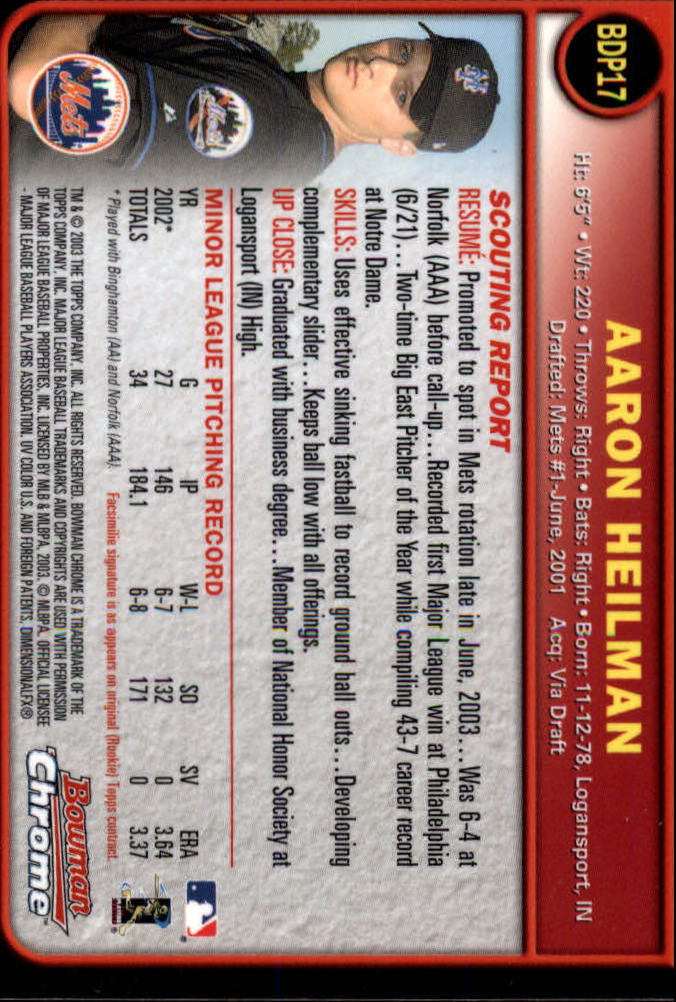 BDP17
AARON HEILMAN
Ht: 6'5" • Wt: 220 • Throws: Right • Bats: Right • Born: 11-12-78, Logansport, IN
Drafted: Mets #1-June, 2001 Acq: Via Draft
SCOUTING REPORT
RESUMÉ: Promoted to spot in Mets rotation late in June, 2003...Was 6-4 at
Norfolk (AAA) before call-up...Recorded first Major League win at Philadelphia
(6/21)...Two-time Big East Pitcher of the Year while compiling 43-7 career record
at Notre Dame.
SKILLS: Uses effective sinking fastball to record ground ball outs...Developing
complementary slider...Keeps ball low with all offerings.
UP CLOSE: Graduated with business degree...Member of National Honor Society at
Logansport (IN) High.
MINOR LEAGUE PITCHING RECORD
YR G IP W-L SO SV ERA
2002* 27 146 6-7 132 0 3.64
TOTALS 34 184.1 6-8 171 0 3.37
* Played with Binghamton (AA) and Norfolk (AAA). Facsimile signature is as appears on original (Rookie) Topps contract.
TM & © 2003 THE TOPPS COMPANY, INC. ALL RIGHTS RESERVED. BOWMAN CHROME IS A TRADEMARK OF THE
TOPPS COMPANY, INC. MAJOR LEAGUE BASEBALL TRADEMARKS AND COPYRIGHTS ARE USED WITH PERMISSION
OF MAJOR LEAGUE BASEBALL PROPERTIES, INC. LICENSED BY MLB & MLBPA, 2003. © MLBPA. OFFICIAL LICENSEE
- MAJOR LEAGUE BASEBALL PLAYERS ASSOCIATION. UV COLOR U.S. AND FOREIGN PATENTS. DIMENSIONALFX®
Mets
Mets
NY
Bowman
Chrome™